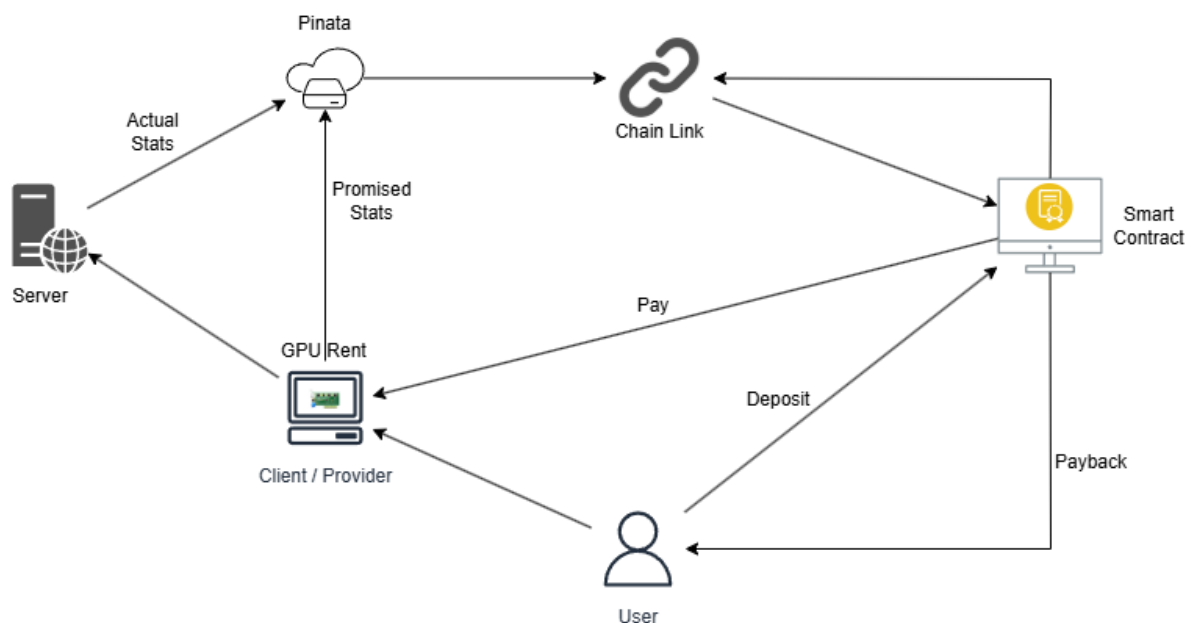 Pinata
Actual
Stats
Chain Link
Promised
Stats
Smart
Contract
Server
Pay
GPU Rent
Deposit
Client / Provider
Payback
User